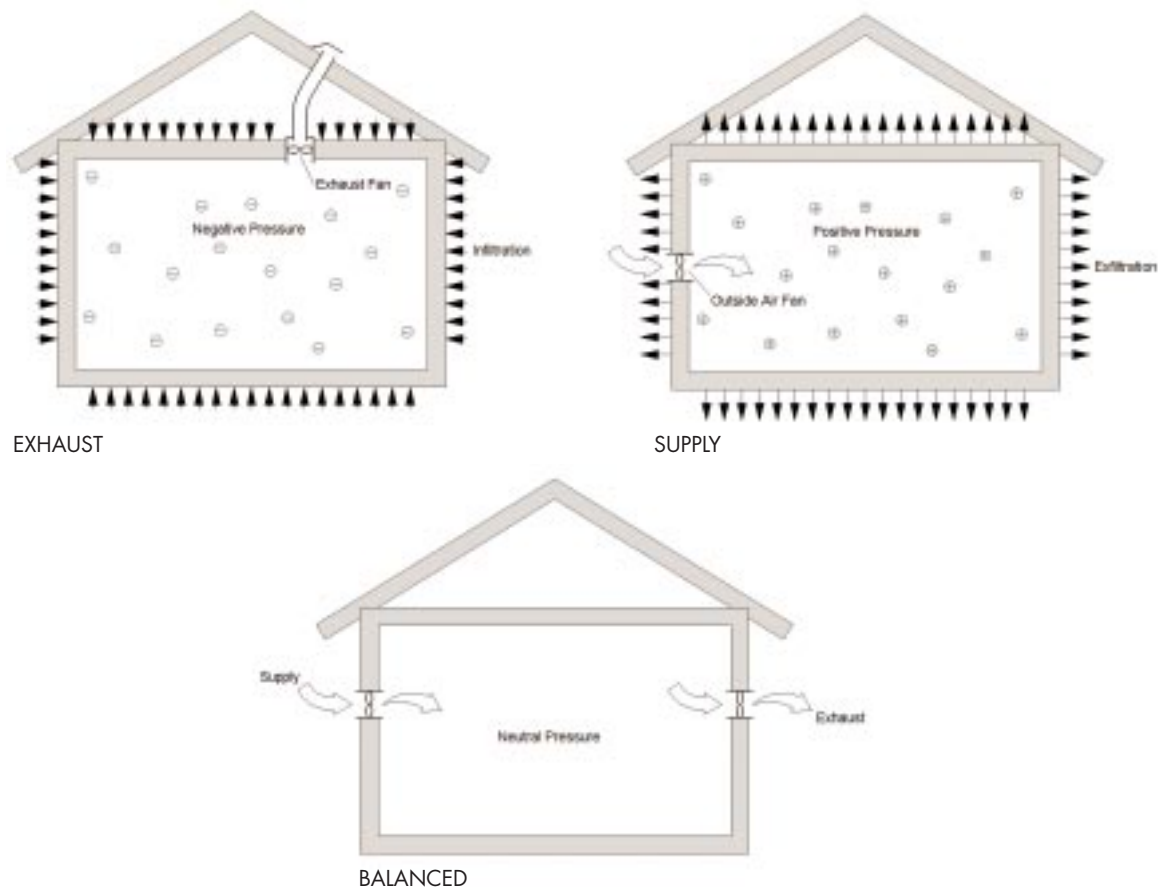 Exhaust Fan
Negative Pressure
Infiltration
EXHAUST
Positive Pressure
Outside Air Fan
Exfiltration
SUPPLY
Supply
Neutral Pressure
Exhaust
BALANCED